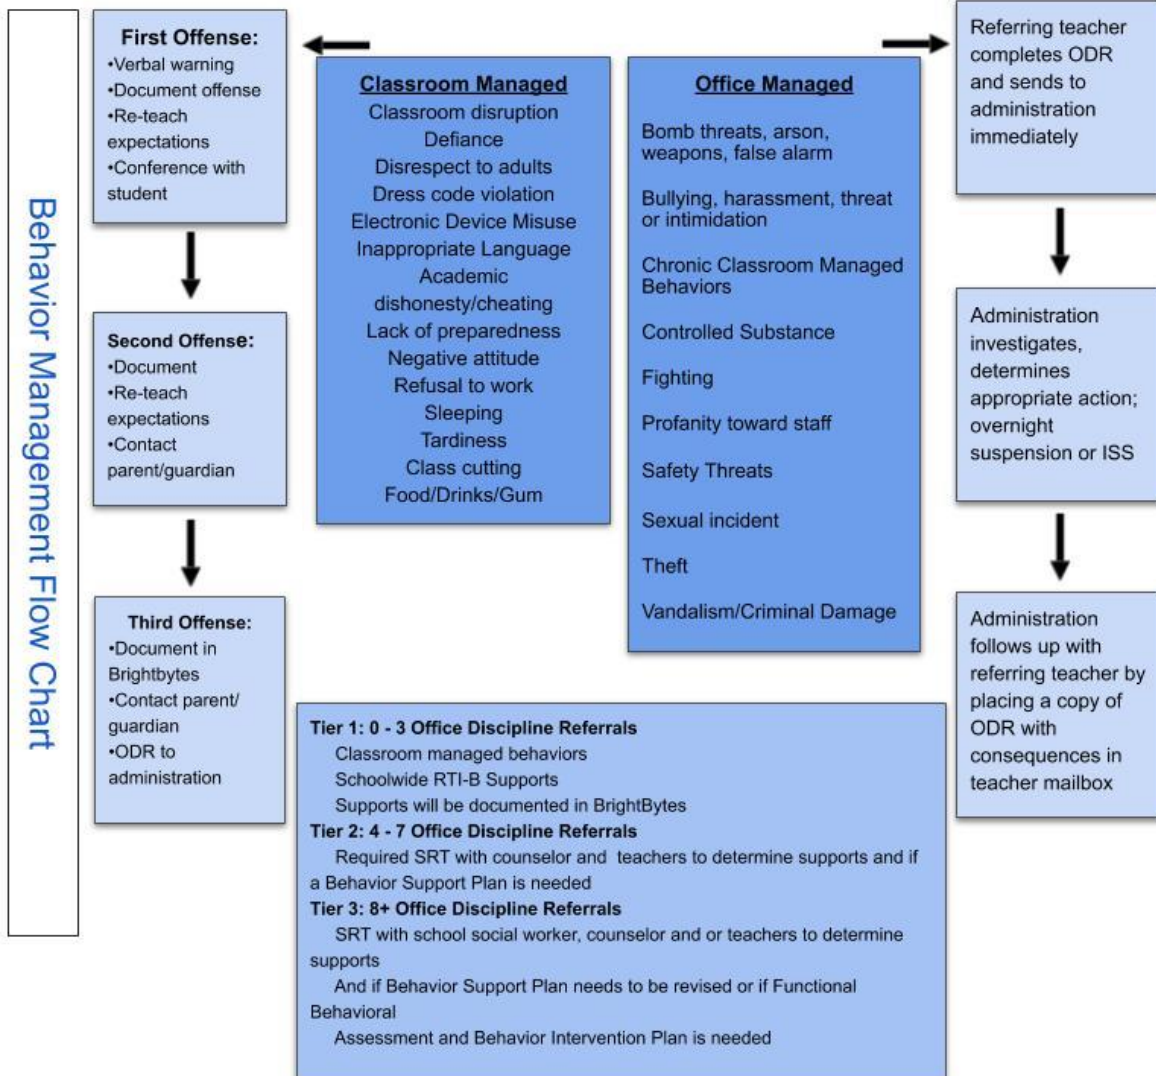 Behavior Management Flow Chart
First Offense:
•Verbal warning
•Document offense
•Re-teach
expectations
•Conference with
student
Second Offense:
•Document
•Re-teach
expectations
•Contact
parent/guardian
Third Offense:
•Document in
Brightbytes
•Contact parent/
guardian
•ODR to
administration
Classroom Managed
Classroom disruption
Defiance
Disrespect to adults
Dress code violation
Electronic Device Misuse
Inappropriate Language
Academic
dishonesty/cheating
Lack of preparedness
Negative attitude
Refusal to work
Sleeping
Tardiness
Class cutting
Food/Drinks/Gum
Office Managed
Bomb threats, arson,
weapons, false alarm
Bullying, harassment, threat
or intimidation
Chronic Classroom Managed
Behaviors
Controlled Substance
Fighting
Profanity toward staff
Safety Threats
Sexual incident
Theft
Vandalism/Criminal Damage
Referring teacher
completes ODR
and sends to
administration
immediately
Administration
investigates,
determines
appropriate action;
overnight
suspension or ISS
Administration
follows up with
referring teacher by
placing a copy of
ODR with
consequences in
teacher mailbox
Tier 1: 0 - 3 Office Discipline Referrals
Classroom managed behaviors
Schoolwide RTI-B Supports
Supports will be documented in BrightBytes
Tier 2: 4 - 7 Office Discipline Referrals
Required SRT with counselor and teachers to determine supports and if
a Behavior Support Plan is needed
Tier 3: 8+ Office Discipline Referrals
SRT with school social worker, counselor and or teachers to determine
supports
And if Behavior Support Plan needs to be revised or if Functional
Behavioral
Assessment and Behavior Intervention Plan is needed